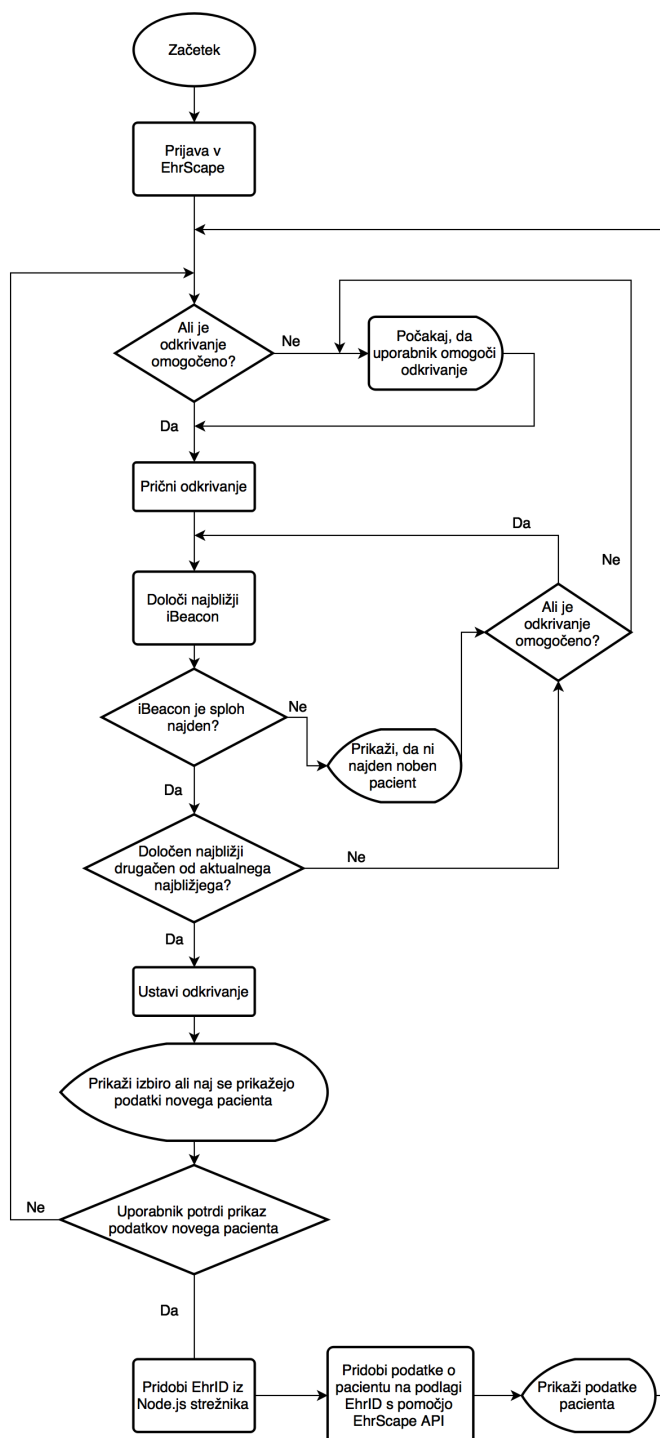 Začetek
Prijava v
EhrScape
Ali je
odkrivanje
omogočeno?
Ne
Počakaj, da
uporabnik omogoči
odkrivanje
Da
Prični odkrivanje
Da
Ne
Določi najbližji
iBeacon
Ali je
odkrivanje
omogočeno?
iBeacon je sploh
najden?
Ne
Prikaži, da ni
najden noben
pacient
Da
Določen najbližji
drugačen od aktualnega
najbližjega?
Ne
Da
Ustavi odkrivanje
Prikaži izbiro ali naj se prikažejo
podatki novega pacienta
Ne
Uporabnik potrdi prikaz
podatkov novega pacienta
Da
Pridobi EhrID iz
Node.js strežnika
Pridobi podatke o
pacientu na podlagi
EhrID s pomočjo
EhrScape API
Prikaži podatke
pacienta